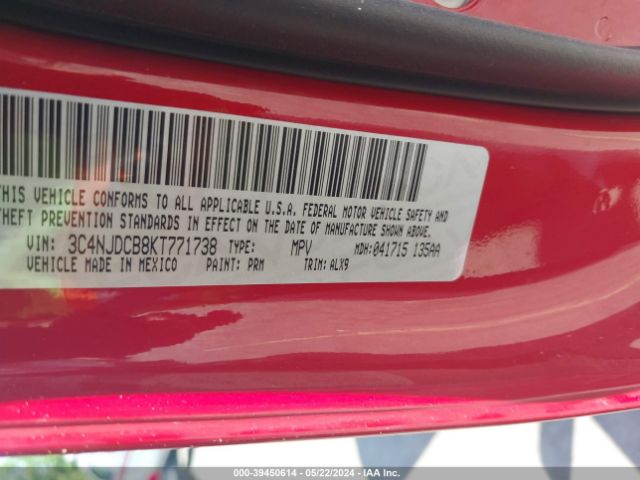 THIS VEHICLE CONFORMS TO ALL APPLICABLE U.S.A. FEDERAL MOTOR VEHICLE SAFETY AND
THEFT PREVENTION STANDARDS IN EFFECT ON THE DATE OF MANUFACTURE SHOWN ABOVE.
VIN: 3C4NJDCB8KT771738 TYPE: MPV MDH:041715 135AA
VEHICLE MADE IN MEXICO PAINT: PRM TRIM: ALX9
000-39450614 - 05/22/2024 - IAA Inc.